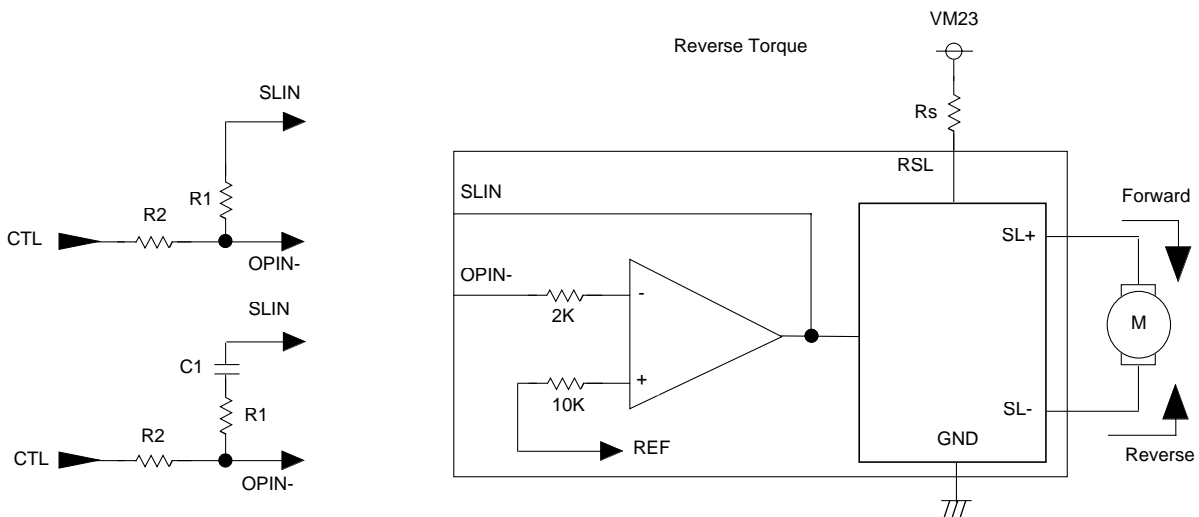 SLIN
R1
R2
CTL
OPIN-
SLIN
C1
R1
R2
CTL
OPIN-
Reverse Torque
VM23
Rs
RSL
SLIN
OPIN-
-
2K
+
10K
REF
SL+
SL-
GND
Forward
M
Reverse